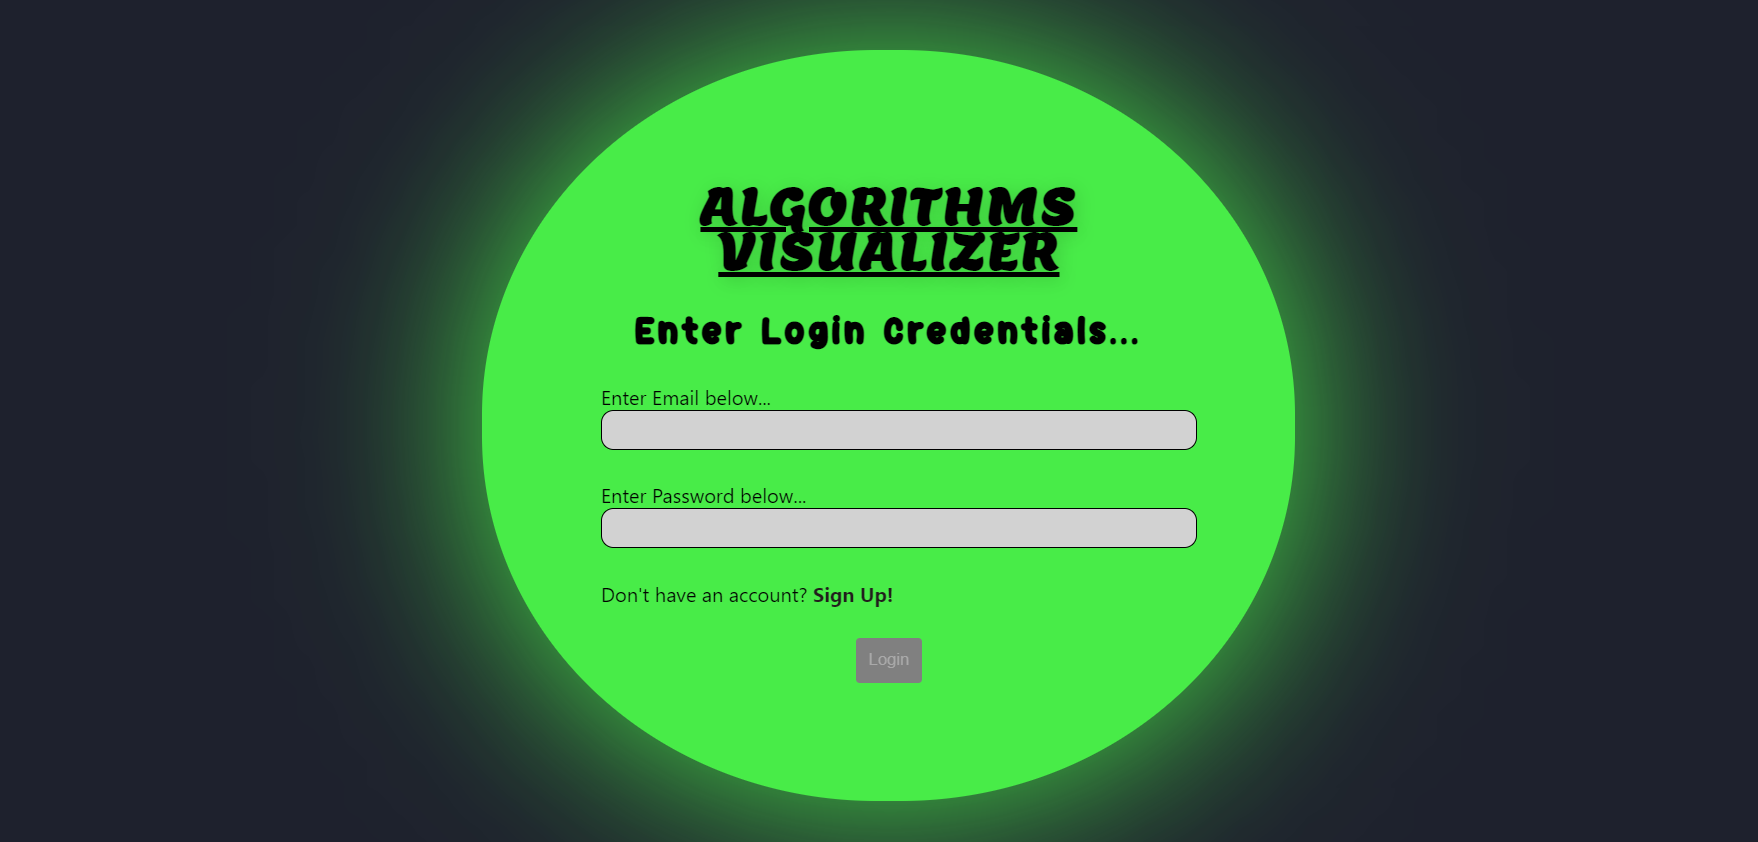 ALGORITHMS
VISUALIZER
Enter Login Credentials...
Enter Email below...
Enter Password below...
Don't have an account? Sign Up!
Login